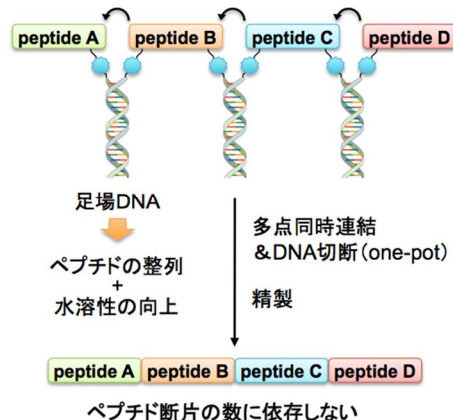 peptide A peptide B peptide C peptide D
足場DNA
ペプチドの整列
+
水溶性の向上
多点同時連結
&DNA切断(one-pot)
精製
peptide A peptide B peptide C peptide D
ペプチド断片の数に依存しない